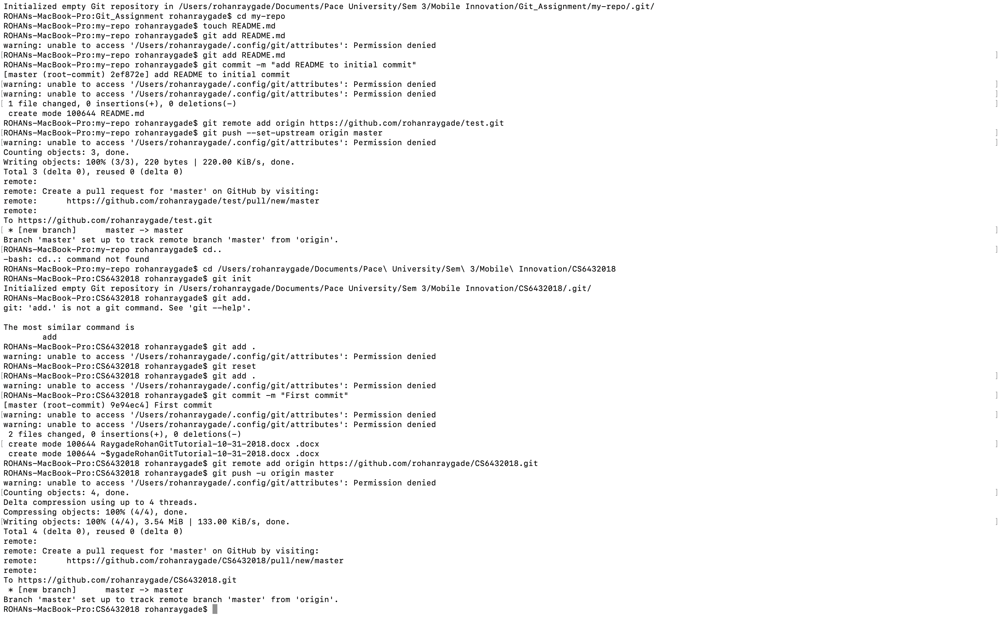 Initialized empty Git repository in /Users/rohanraygade/Documents/Pace University/Sem 3/Mobile Innovation/Git_Assignment/my-repo/.git/
ROHANs-MacBook-Pro:Git_Assignment rohanraygade$ cd my-repo
ROHANs-MacBook-Pro:my-repo rohanraygade$ touch README.md
ROHANs-MacBook-Pro:my-repo rohanraygade$ git add README.md
warning: unable to access '/Users/rohanraygade/.config/git/attributes': Permission denied
[ROHANs-MacBook-Pro:my-repo rohanraygade$ git add README.md ]
ROHANs-MacBook-Pro:my-repo rohanraygade$ git commit -m "add README to initial commit"
[master (root-commit) 2ef872e] add README to initial commit
[warning: unable to access '/Users/rohanraygade/.config/git/attributes': Permission denied ]
[warning: unable to access '/Users/rohanraygade/.config/git/attributes': Permission denied ]
[ 1 file changed, 0 insertions(+), 0 deletions(-) ]
 create mode 100644 README.md
ROHANs-MacBook-Pro:my-repo rohanraygade$ git remote add origin https://github.com/rohanraygade/test.git
[ROHANs-MacBook-Pro:my-repo rohanraygade$ git push --set-upstream origin master ]
[warning: unable to access '/Users/rohanraygade/.config/git/attributes': Permission denied ]
Counting objects: 3, done.
Writing objects: 100% (3/3), 220 bytes | 220.00 KiB/s, done.
Total 3 (delta 0), reused 0 (delta 0)
remote:
remote: Create a pull request for 'master' on GitHub by visiting:
remote:      https://github.com/rohanraygade/test/pull/new/master
remote:
To https://github.com/rohanraygade/test.git
[ * [new branch]      master -> master ]
Branch 'master' set up to track remote branch 'master' from 'origin'.
[ROHANs-MacBook-Pro:my-repo rohanraygade$ cd.. ]
-bash: cd..: command not found
ROHANs-MacBook-Pro:my-repo rohanraygade$ cd /Users/rohanraygade/Documents/Pace\ University/Sem\ 3/Mobile\ Innovation/CS6432018
ROHANs-MacBook-Pro:CS6432018 rohanraygade$ git init
Initialized empty Git repository in /Users/rohanraygade/Documents/Pace University/Sem 3/Mobile Innovation/CS6432018/.git/
ROHANs-MacBook-Pro:CS6432018 rohanraygade$ git add.
git: 'add.' is not a git command. See 'git --help'.

The most similar command is
        add
ROHANs-MacBook-Pro:CS6432018 rohanraygade$ git add .
warning: unable to access '/Users/rohanraygade/.config/git/attributes': Permission denied
ROHANs-MacBook-Pro:CS6432018 rohanraygade$ git reset
[ROHANs-MacBook-Pro:CS6432018 rohanraygade$ git add . ]
warning: unable to access '/Users/rohanraygade/.config/git/attributes': Permission denied
[ROHANs-MacBook-Pro:CS6432018 rohanraygade$ git commit -m "First commit" ]
[master (root-commit) 9e94ec4] First commit
[warning: unable to access '/Users/rohanraygade/.config/git/attributes': Permission denied ]
warning: unable to access '/Users/rohanraygade/.config/git/attributes': Permission denied
 2 files changed, 0 insertions(+), 0 deletions(-)
[ create mode 100644 RaygadeRohanGitTutorial-10-31-2018.docx .docx ]
 create mode 100644 ~$ygadeRohanGitTutorial-10-31-2018.docx .docx
ROHANs-MacBook-Pro:CS6432018 rohanraygade$ git remote add origin https://github.com/rohanraygade/CS6432018.git
ROHANs-MacBook-Pro:CS6432018 rohanraygade$ git push -u origin master
warning: unable to access '/Users/rohanraygade/.config/git/attributes': Permission denied
[Counting objects: 4, done. ]
Delta compression using up to 4 threads.
Compressing objects: 100% (4/4), done.
[Writing objects: 100% (4/4), 3.54 MiB | 133.00 KiB/s, done. ]
Total 4 (delta 0), reused 0 (delta 0)
remote:
remote: Create a pull request for 'master' on GitHub by visiting:
remote:      https://github.com/rohanraygade/CS6432018/pull/new/master
remote:
To https://github.com/rohanraygade/CS6432018.git
 * [new branch]      master -> master
Branch 'master' set up to track remote branch 'master' from 'origin'.
ROHANs-MacBook-Pro:CS6432018 rohanraygade$